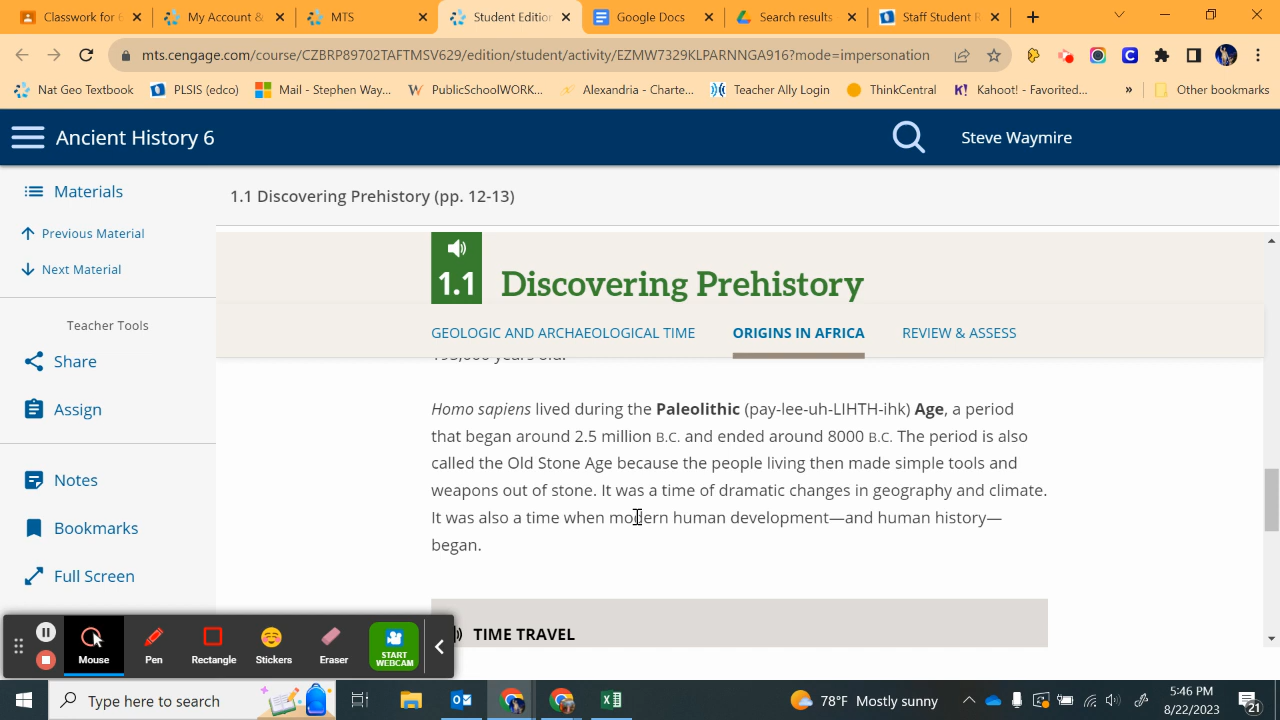 Classwork for 6
My Account &
MTS
Student Edition
Google Docs
Search results
Staff Student R
mts.cengage.com/course/CZBRP89702TAFTMSV629/edition/student/activity/EZMW7329KLPARNNGA916?mode=impersonation
Nat Geo Textbook
PLSIS (edco)
Mail - Stephen Way...
PublicSchoolWORK...
Alexandria - Charte...
Teacher Ally Login
ThinkCentral
Kahoot! - Favorited...
»
Other bookmarks
Ancient History 6
Steve Waymire
Materials
Previous Material
Next Material
Teacher Tools
Share
Assign
Notes
Bookmarks
Full Screen
1.1 Discovering Prehistory (pp. 12-13)
1.1 Discovering Prehistory
GEOLOGIC AND ARCHAEOLOGICAL TIME
ORIGINS IN AFRICA
REVIEW & ASSESS
195,000 years old.
Homo sapiens lived during the Paleolithic (pay-lee-uh-LIHTH-ihk) Age, a period
that began around 2.5 million B.C. and ended around 8000 B.C. The period is also
called the Old Stone Age because the people living then made simple tools and
weapons out of stone. It was a time of dramatic changes in geography and climate.
It was also a time when modern human development—and human history—
began.
TIME TRAVEL
Mouse
Pen
Rectangle
Stickers
Eraser
START
WEBCAM
Type here to search
78°F Mostly sunny
5:46 PM
8/22/2023
21